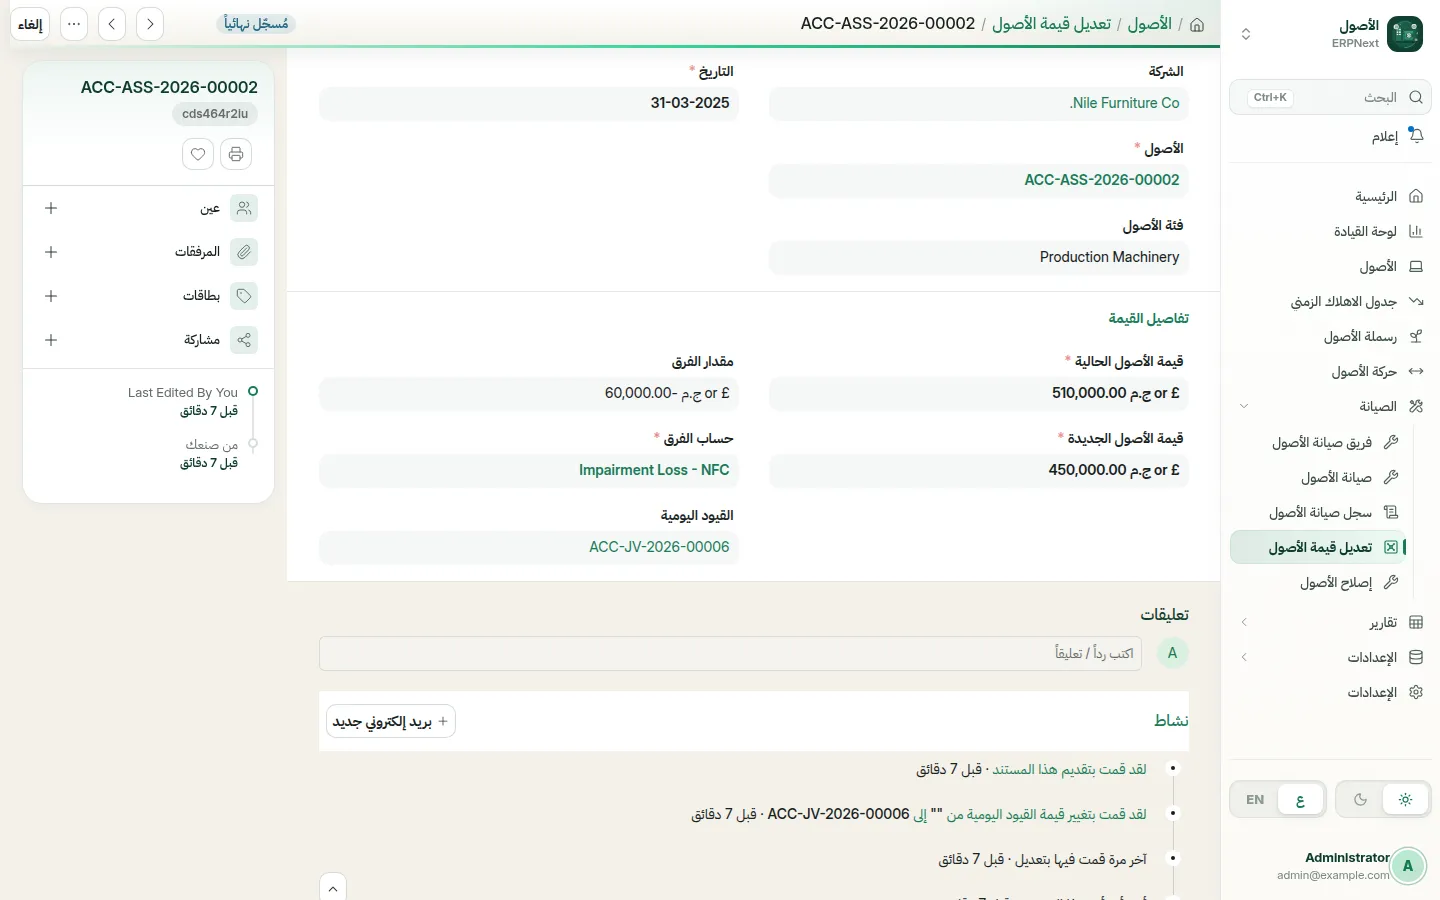 الأصول
ERPNext
البحث
Ctrl+K
إعلام
الرئيسية
لوحة القيادة
الأصول
جدول الاهلاك الزمني
رسملة الأصول
حركة الأصول
الصيانة
فريق صيانة الأصول
صيانة الأصول
سجل صيانة الأصول
تعديل قيمة الأصول
إصلاح الأصول
تقارير
الإعدادات
الإعدادات
ع
EN
Administrator
admin@example.com
A
الأصول / تعديل قيمة الأصول / ACC-ASS-2026-00002
مُسجّل نهائياً
إلغاء
الشركة
Nile Furniture Co.
التاريخ *
31-03-2025
الأصول *
ACC-ASS-2026-00002
فئة الأصول
Production Machinery
تفاصيل القيمة
قيمة الأصول الحالية *
£ or ج.م 510,000.00
مقدار الفرق
£ or ج.م -60,000.00
قيمة الأصول الجديدة *
£ or ج.م 450,000.00
حساب الفرق *
Impairment Loss - NFC
القيود اليومية
ACC-JV-2026-00006
تعليقات
A
اكتب رداً / تعليقاً
نشاط
+ بريد إلكتروني جديد
لقد قمت بتقديم هذا المستند · قبل 7 دقائق
لقد قمت بتغيير قيمة القيود اليومية من "" إلى ACC-JV-2026-00006 · قبل 7 دقائق
آخر مرة قمت فيها بتعديل · قبل 7 دقائق
ACC-ASS-2026-00002
cds464r2iu
عين
المرفقات
بطاقات
مشاركة
Last Edited By You
قبل 7 دقائق
من صنعك
قبل 7 دقائق